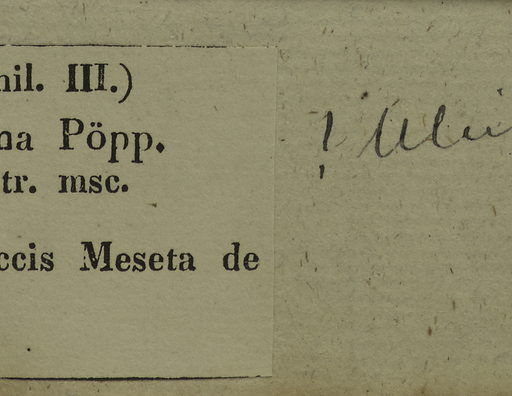 hil. III.)
na Pöpp.
tr. msc.
ccis Meseta de
!